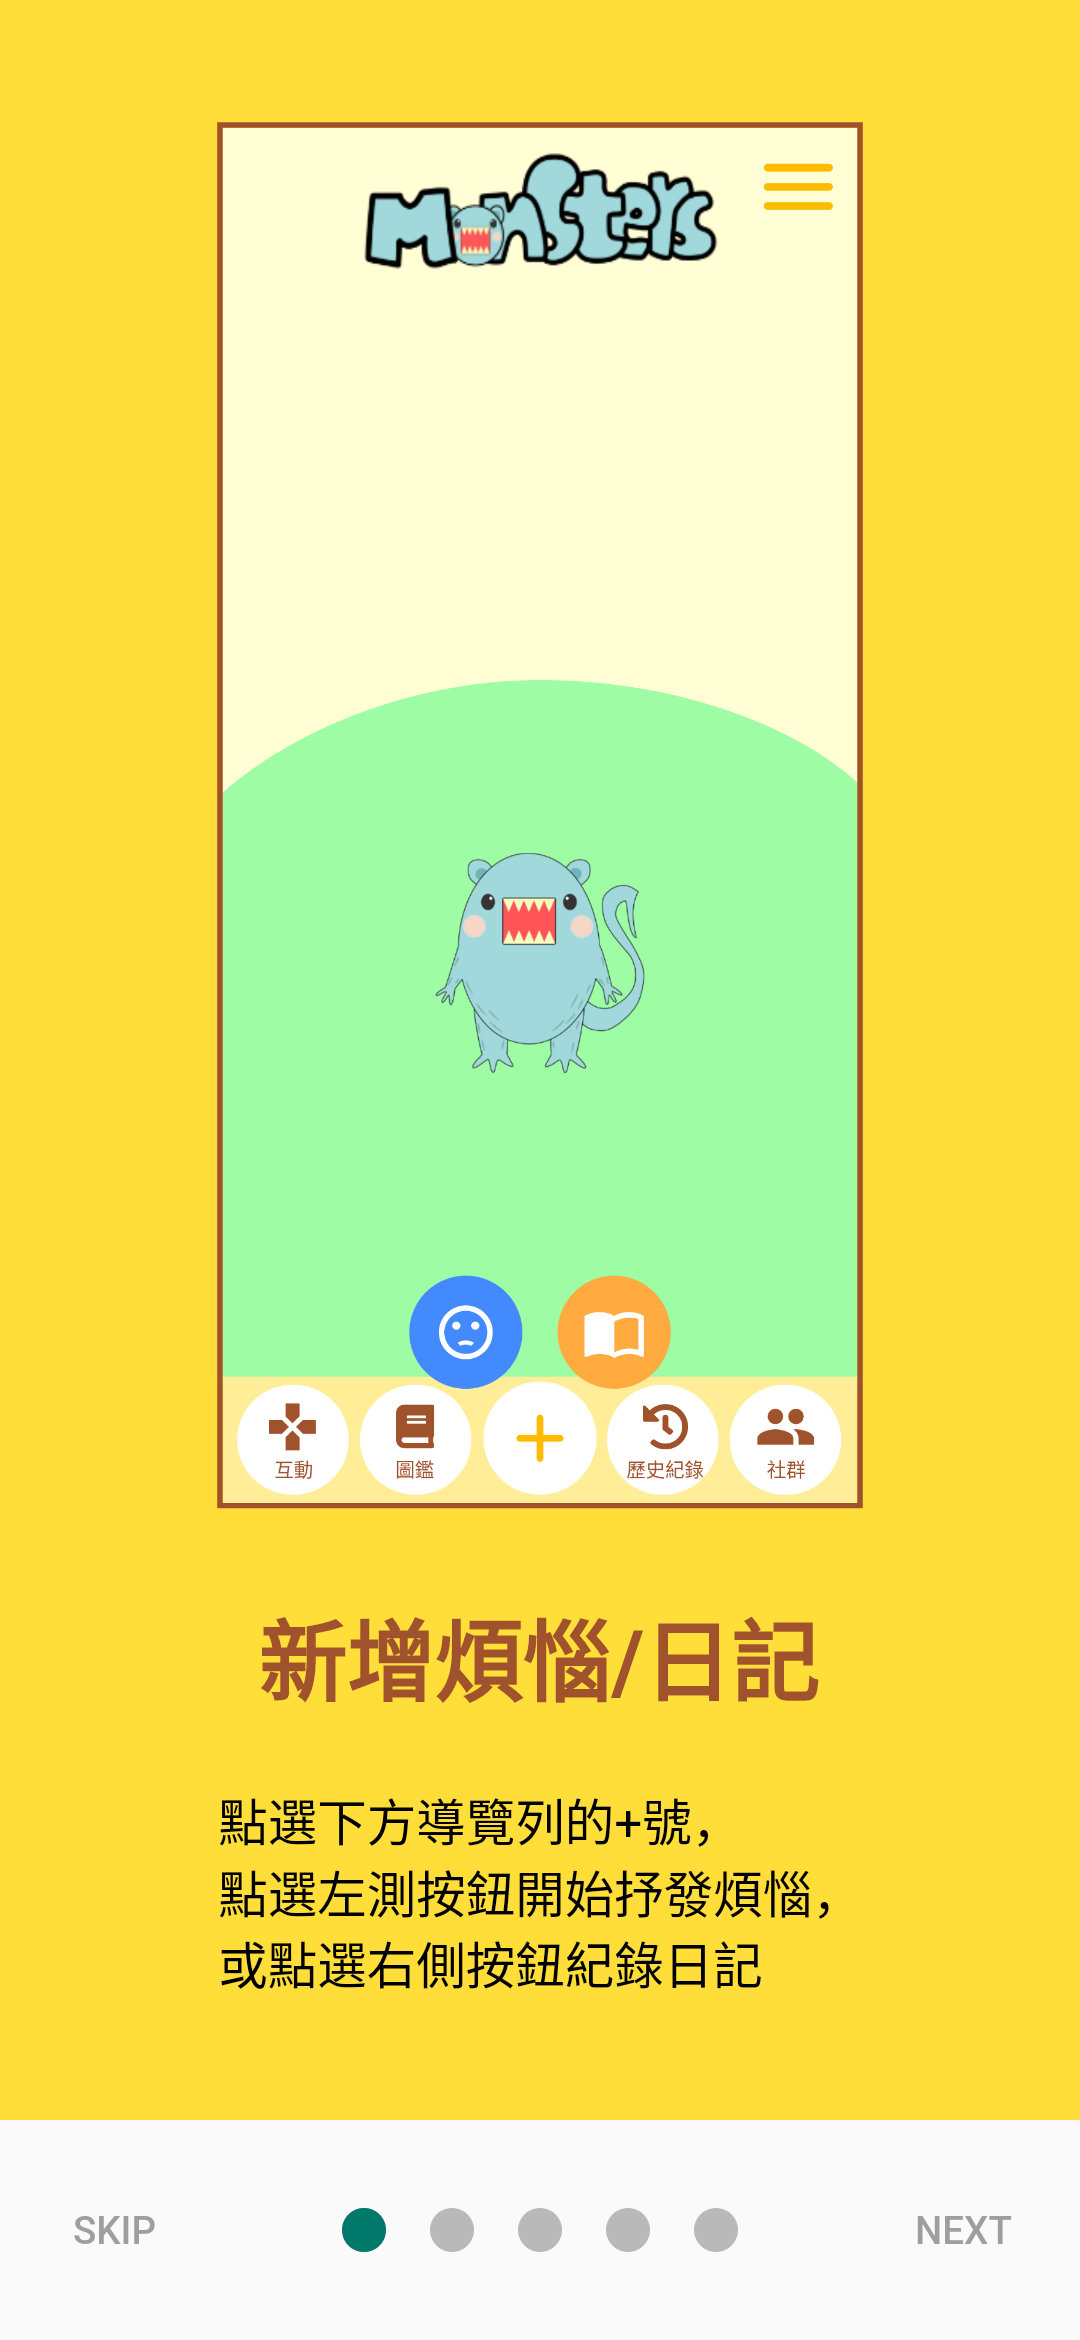 Monsters
互動
圖鑑
歷史紀錄
社群
新增煩惱/日記
點選下方導覽列的+號，
點選左測按鈕開始抒發煩惱，
或點選右側按鈕紀錄日記
SKIP
NEXT